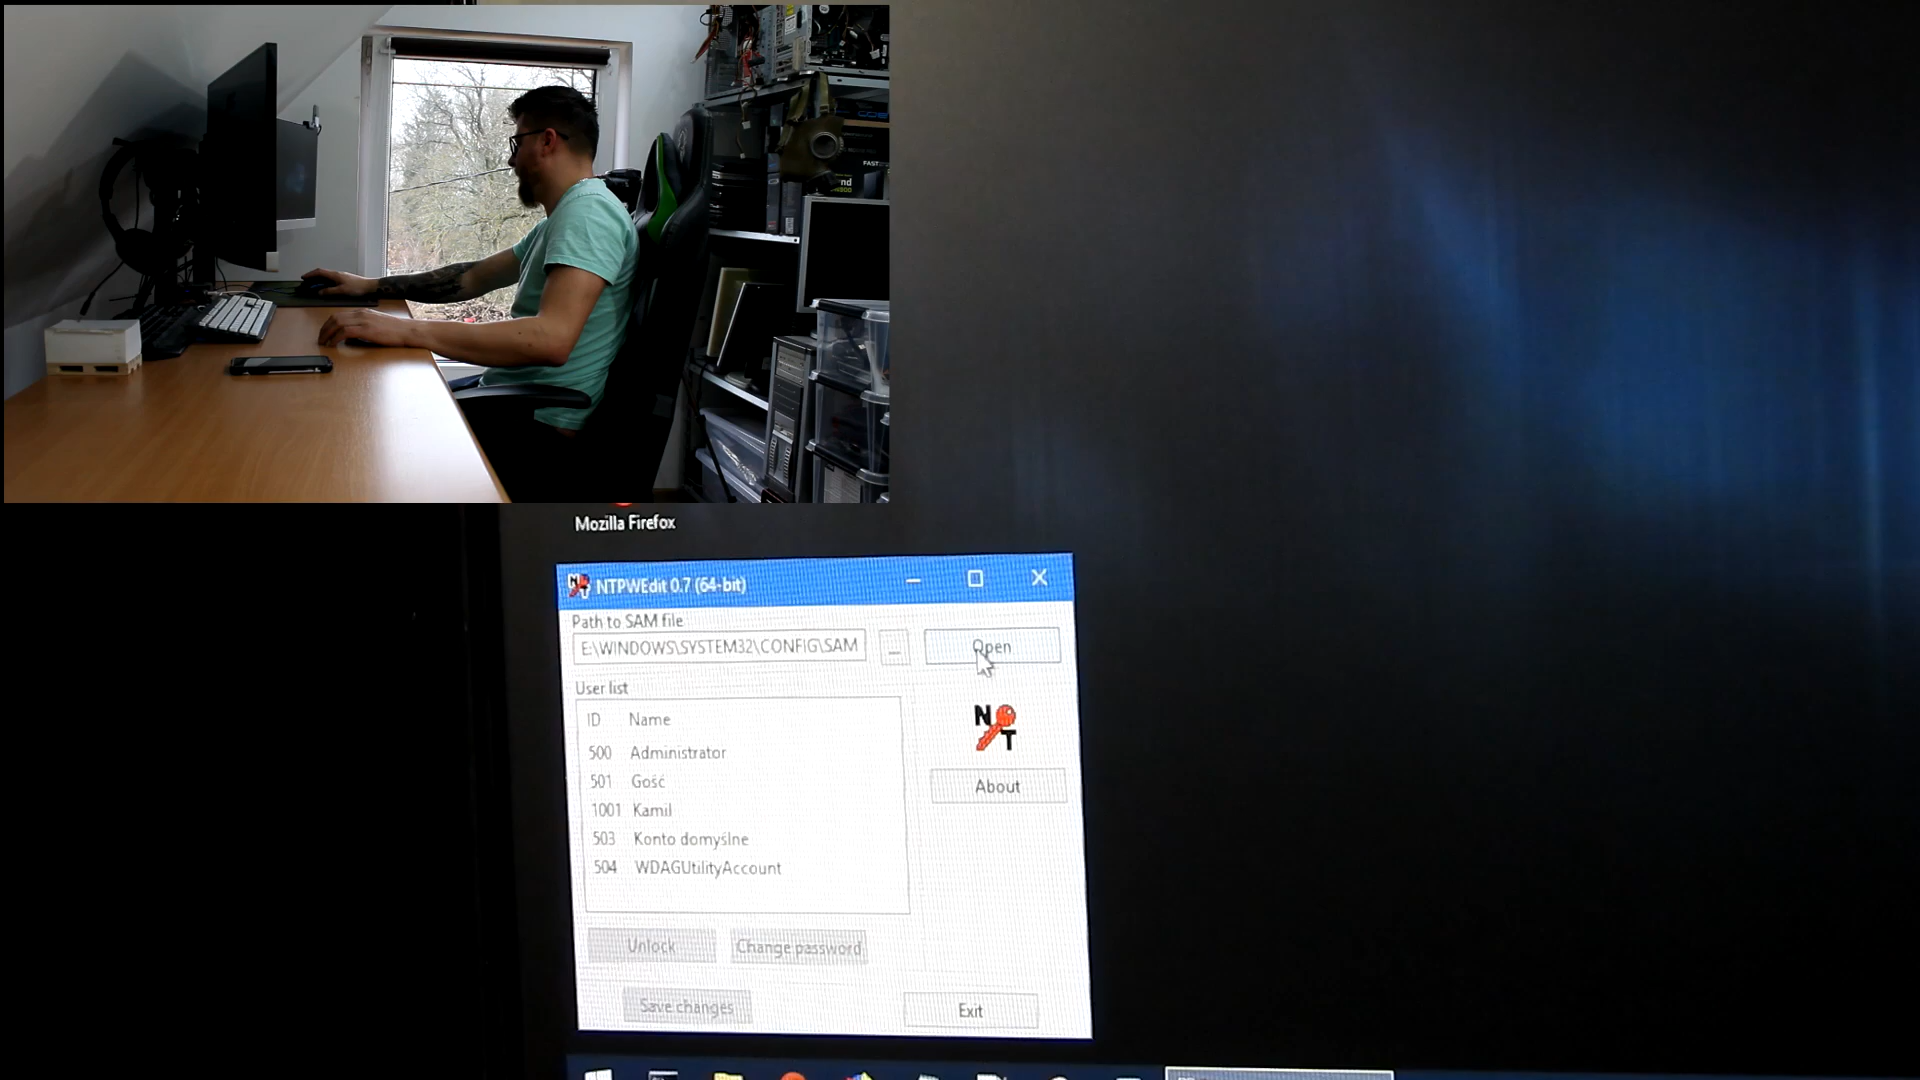 FAST
nd
Mozilla Firefox
NTPWEdit 0.7 (64-bit)
Path to SAM file
E:\WINDOWS\SYSTEM32\CONFIG\SAM
...
Open
User list
ID Name
500 Administrator
501 Gość
1001 Kamil
503 Konto domyślne
504 WDAGUtilityAccount
N
T
About
Unlock
Change password
Save changes
Exit